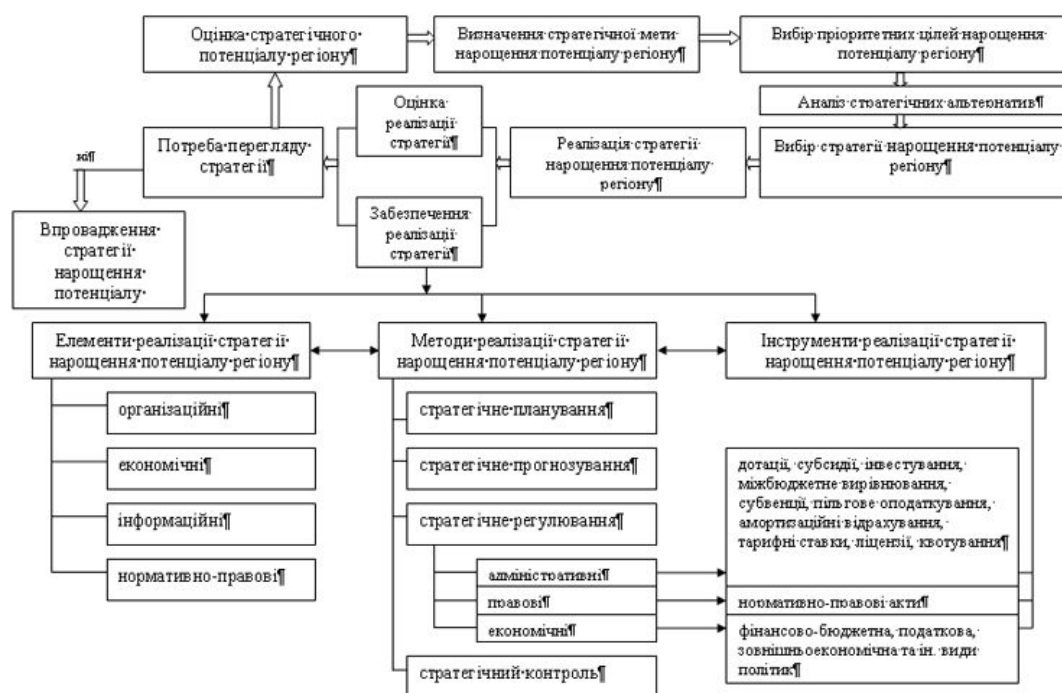 Оцінка стратегічного
потенціалу регіону¶
Визначення стратегічної мети
нарощення потенціалу регіону¶
Вибір пріоритетних цілей нарощення
потенціалу регіону¶
Аналіз стратегічних альтернатив¶
Оцінка
реалізації
стратегії¶
Потреба перегляду
стратегії¶
Реалізація стратегії
нарощення потенціалу
регіону¶
Вибір стратегії нарощення потенціалу
регіону¶
ні¶
Забезпечення
реалізації
стратегії¶
Впровадження
стратегії
нарощення
потенціалу
Елементи реалізації стратегії
нарощення потенціалу регіону¶
Методи реалізації стратегії
нарощення потенціалу регіону¶
Інструменти реалізації стратегії
нарощення потенціалу регіону¶
організаційні¶
економічні¶
інформаційні¶
нормативно-правові¶
стратегічне планування¶
стратегічне прогнозування¶
стратегічне регулювання¶
адміністративні¶
правові¶
економічні¶
стратегічний контроль¶
дотації, субсидії, інвестування,
міжбюджетне вирівнювання,
субвенції, пільгове оподаткування,
амортизаційні відрахування,
тарифні ставки, ліцензії, квотування¶
нормативно-правові акти¶
фінансово-бюджетна, податкова,
зовнішньоекономічна та ін. види
політик¶